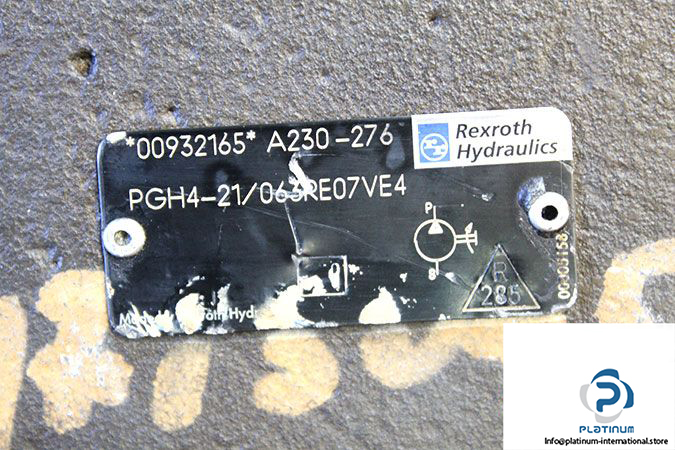 *00932165* A230-276
Rexroth
Hydraulics
PGH4-21/063RE07VE4
P
S
R
285
PLATINUM
Info@platinum-international.store